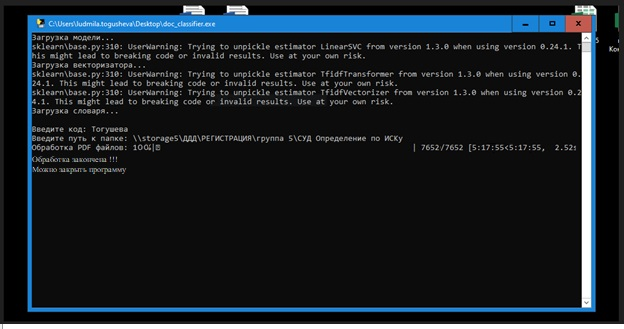 C:\Users\ludmila.togusheva\Desktop\doc_classifier.exe
Загрузка модели...
sklearn\base.py:310: UserWarning: Trying to unpickle estimator LinearSVC from version 1.3.0 when using version 0.24.1. T
his might lead to breaking code or invalid results. Use at your own risk.
Загрузка векторизатора...
sklearn\base.py:310: UserWarning: Trying to unpickle estimator TfidfTransformer from version 1.3.0 when using version 0.
24.1. This might lead to breaking code or invalid results. Use at your own risk.
sklearn\base.py:310: UserWarning: Trying to unpickle estimator TfidfVectorizer from version 1.3.0 when using version 0.2
4.1. This might lead to breaking code or invalid results. Use at your own risk.
Загрузка словаря...
Введите код: Тогушева
Введите путь к папке: \\storage5\ДДД\РЕГИСТРАЦИЯ\группа 5\СУД Определение по ИСКу
Обработка PDF файлов: 100%| | 7652/7652 [5:17:55<5:17:55, 2.52s
Обработка закончена !!!
Можно закрыть программу